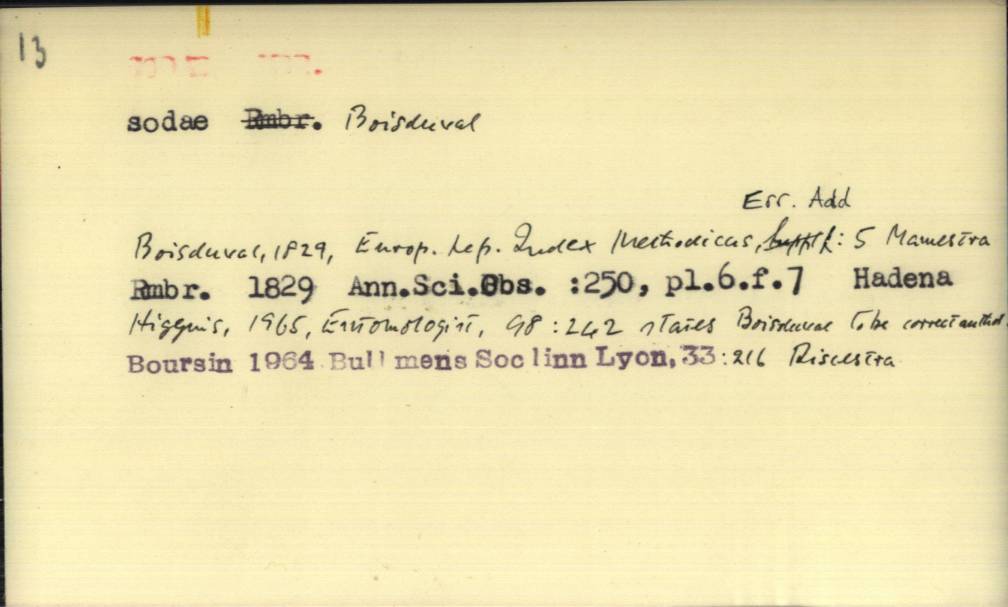 13
sodae Rmbr. Boisduval
Err. Add
Boisduval, 1829, Europ. Lep. Index Methodicus, : 5 Mamestra
Rmbr. 1829 Ann.Sci.Obs. :250, pl.6.f.7 Hadena
Higgins, 1965, Entomologist, 98 : 242 states Boisduval to be correct author
Boursin 1964 Bull mens Soc linn Lyon, 33 : 216 Discestra